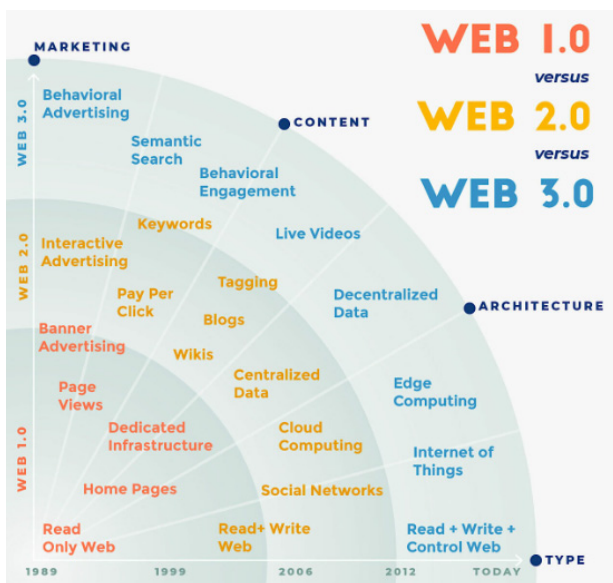 MARKETING
WEB 1.0
versus
WEB 2.0
versus
WEB 3.0
WEB 3.0
Behavioral
Advertising
CONTENT
Semantic
Search
Behavioral
Engagement
Keywords
Live Videos
WEB 2.0
Interactive
Advertising
Tagging
Pay Per
Click
Decentralized
Data
ARCHITECTURE
Blogs
Banner
Advertising
Wikis
Page
Views
Centralized
Data
Edge
Computing
WEB 1.0
Dedicated
Infrastructure
Cloud
Computing
Internet of
Things
Home Pages
Social Networks
Read
Only Web
Read+ Write
Web
Read + Write +
Control Web
TYPE
1989
1999
2006
2012
TODAY